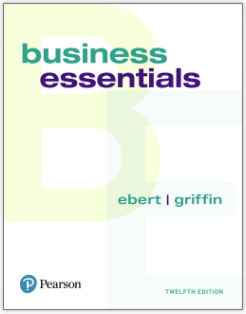 business
essentials
ebert | griffin
Pearson
TWELFTH EDITION